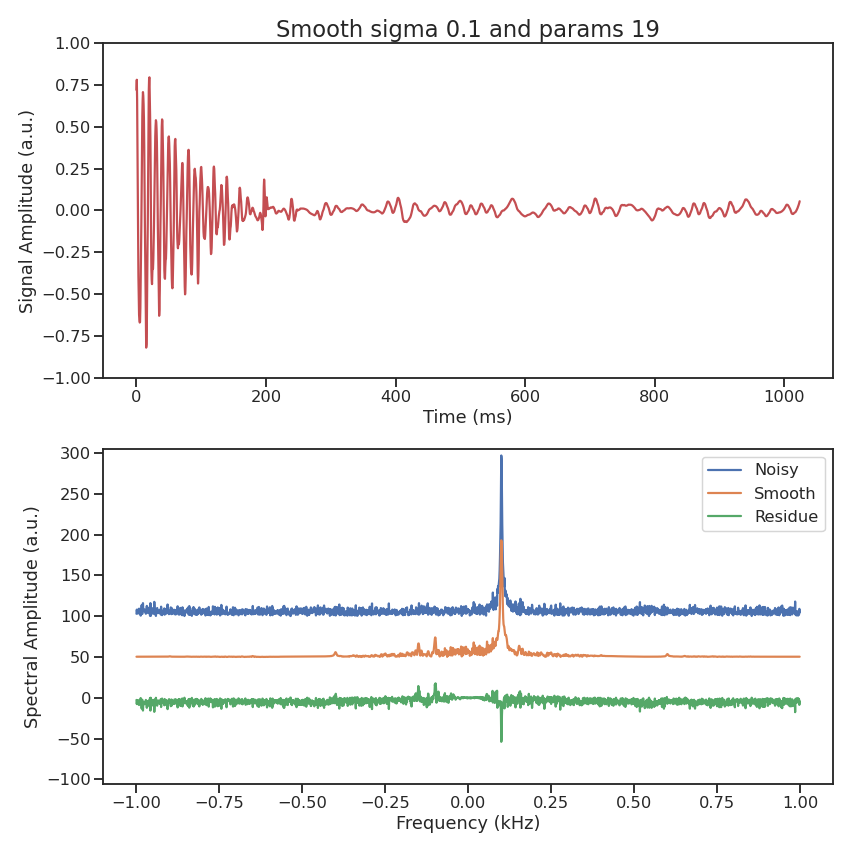 Smooth sigma 0.1 and params 19
1.00
0.75
0.50
0.25
0.00
−0.25
−0.50
−0.75
−1.00
Signal Amplitude (a.u.)
0 200 400 600 800 1000
Time (ms)
300
250
200
150
100
50
0
−50
−100
Spectral Amplitude (a.u.)
Noisy
Smooth
Residue
−1.00 −0.75 −0.50 −0.25 0.00 0.25 0.50 0.75 1.00
Frequency (kHz)